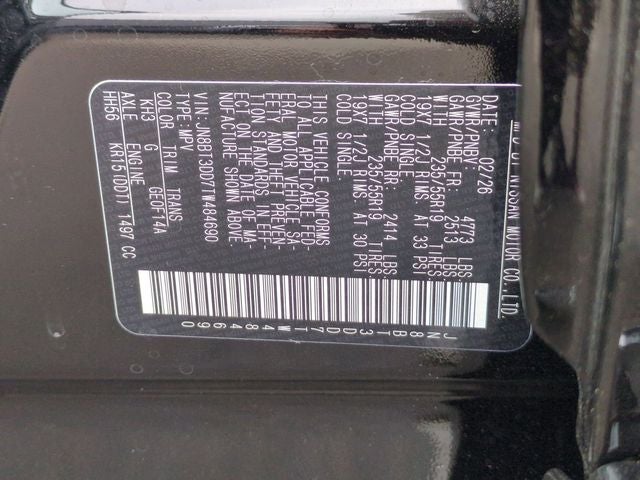 NISSAN MOTOR CO.,LTD.
DATE: 02/26
GVWR/PNBV: 4773 LBS
GAWR/PNBE FR: 2513 LBS
WITH 235/55R19 TIRES
19X7 1/2J RIMS AT 33 PSI
COLD SINGLE
GAWR/PNBE RR: 2414 LBS
WITH 235/55R19 TIRES
19X7 1/2J RIMS AT 30 PSI
COLD SINGLE
THIS VEHICLE CONFORMS
TO ALL APPLICABLE FED-
ERAL MOTOR VEHICLE SA-
FETY AND THEFT PREVEN-
TION STANDARDS IN EFF-
ECT ON THE DATE OF MA-
NUFACTURE SHOWN ABOVE.
VIN:JN8BT3DD7TW484690
TYPE:MPV
COLOR TRIM TRANS
KH3 G GE0F14A
AXLE ENGINE
HH56 KR15(DDT) 1497 CC
JN8BT3DD7TW484690